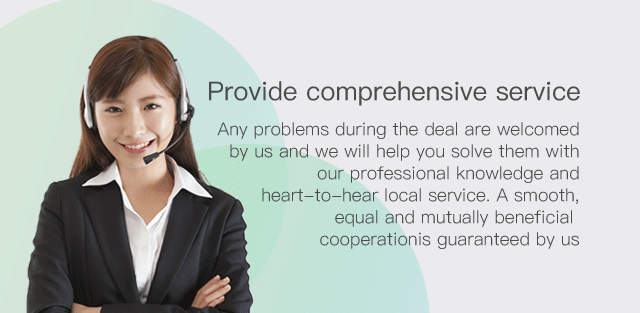 Provide comprehensive service
Any problems during the deal are welcomed
by us and we will help you solve them with
our professional knowledge and
heart-to-hear local service. A smooth,
equal and mutually beneficial
cooperationis guaranteed by us